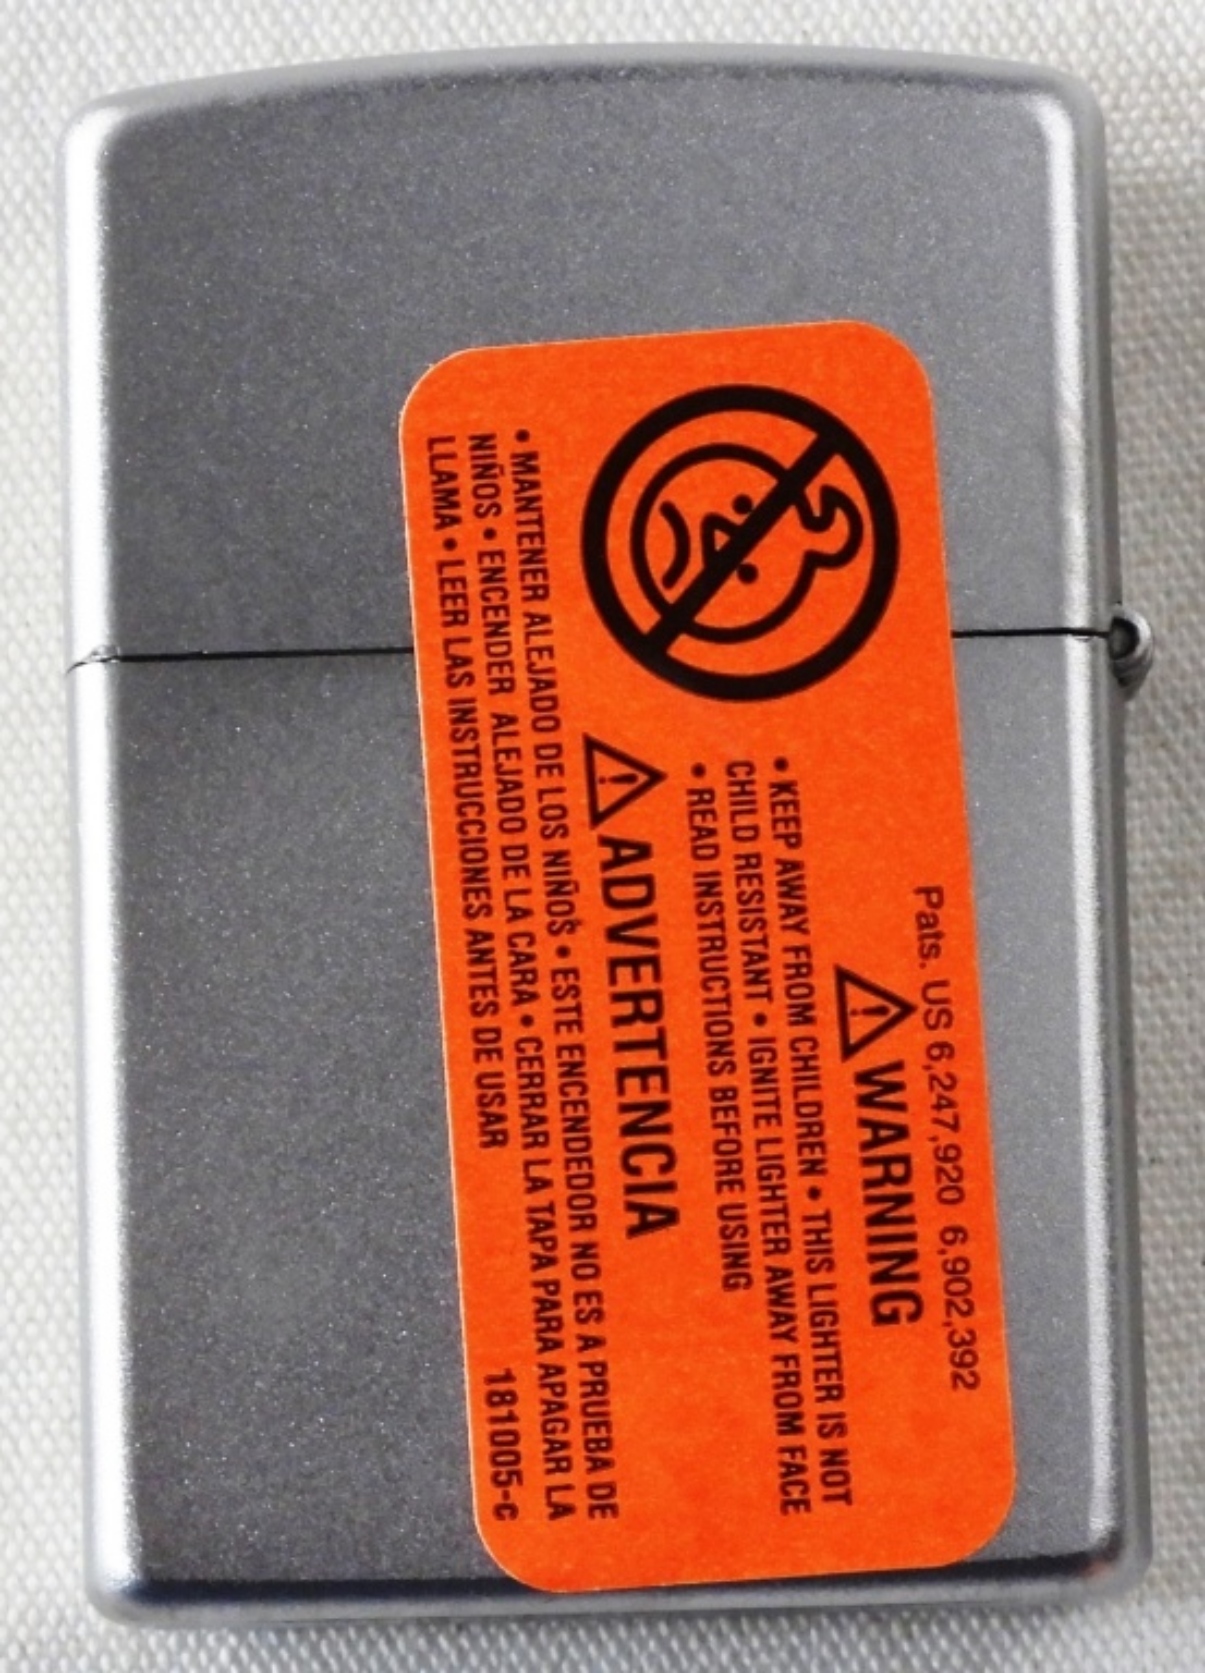 Pats. US 6,247,920 6,902,392
WARNING
• KEEP AWAY FROM CHILDREN • THIS LIGHTER IS NOT
CHILD RESISTANT • IGNITE LIGHTER AWAY FROM FACE
• READ INSTRUCTIONS BEFORE USING
ADVERTENCIA
• MANTENER ALEJADO DE LOS NIÑOS • ESTE ENCENDEDOR NO ES A PRUEBA DE
NIÑOS • ENCENDER ALEJADO DE LA CARA • CERRAR LA TAPA PARA APAGAR LA
LLAMA • LEER LAS INSTRUCCIONES ANTES DE USAR
181005-c